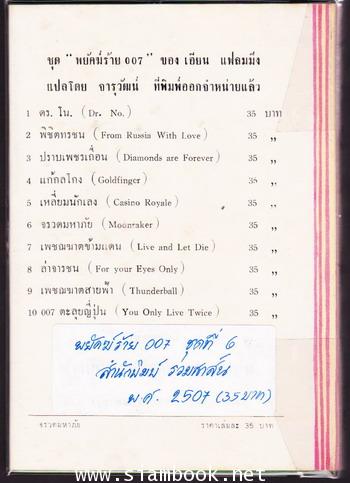 ชุด "พยัคฆ์ร้าย 007" ของ เอียน แฟลมมิ่ง
แปลโดย จารุวัฒน์ ที่พิมพ์ออกจำหน่ายแล้ว
1 ดร. โน. (Dr. No.) 35 บาท
2 พิชิตทรชน (From Russia With Love) 35 ,,
3 ปราบเพชรเถื่อน (Diamonds are Forever) 35 ,,
4 แก้กลโกง (Goldfinger) 35 ,,
5 เหลี่ยมนักเลง (Casino Royale) 35 ,,
6 จรวดมหาภัย (Moonraker) 35 ,,
7 เพชฌฆาตข้ามแดน (Live and Let Die) 35 ,,
8 ล่าจารชน (For your Eyes Only) 35 ,,
9 เพชฌฆาตสายฟ้า (Thunderball) 35 ,,
10 007 ตะลุยญี่ปุ่น (You Only Live Twice) 35 ,,
พยัคฆ์ร้าย 007 ชุดที่ 6
สำนักพิมพ์ รวมสาส์น
พ.ศ. 2507 (35 บาท)
จรวดมหาภัย ราคาเล่มละ 35 บาท
www.siambook.net